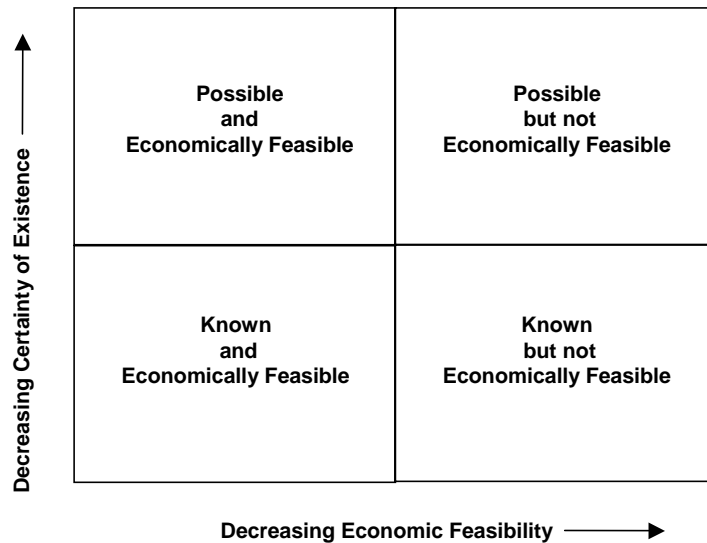 Decreasing Certainty of Existence
Possible
and
Economically Feasible
Possible
but not
Economically Feasible
Known
and
Economically Feasible
Known
but not
Economically Feasible
Decreasing Economic Feasibility